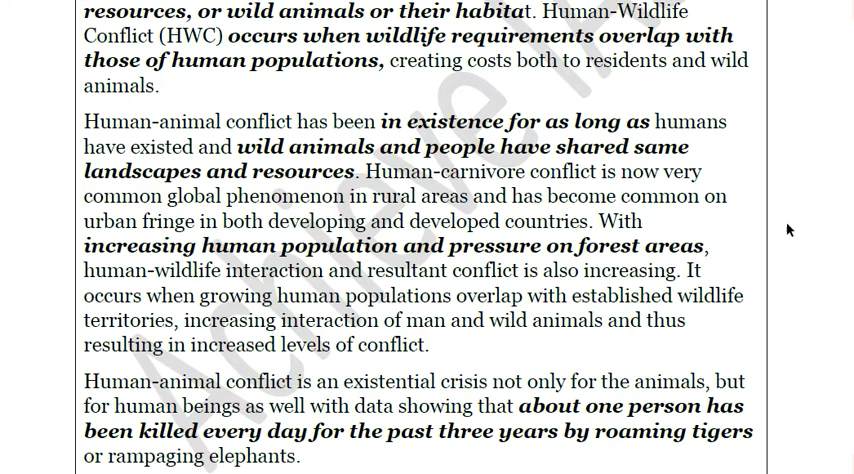 resources, or wild animals or their habitat. Human-Wildlife
Conflict (HWC) occurs when wildlife requirements overlap with
those of human populations, creating costs both to residents and wild
animals.
Human-animal conflict has been in existence for as long as humans
have existed and wild animals and people have shared same
landscapes and resources. Human-carnivore conflict is now very
common global phenomenon in rural areas and has become common on
urban fringe in both developing and developed countries. With
increasing human population and pressure on forest areas,
human-wildlife interaction and resultant conflict is also increasing. It
occurs when growing human populations overlap with established wildlife
territories, increasing interaction of man and wild animals and thus
resulting in increased levels of conflict.
Human-animal conflict is an existential crisis not only for the animals, but
for human beings as well with data showing that about one person has
been killed every day for the past three years by roaming tigers
or rampaging elephants.
Achieve IA